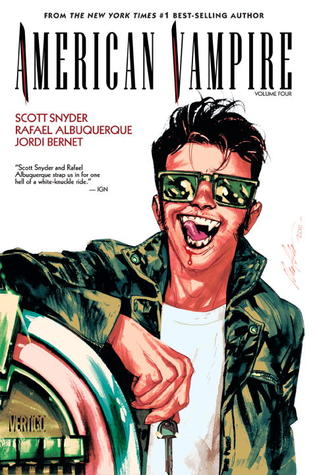 FROM THE NEW YORK TIMES #1 BEST-SELLING AUTHOR
AMERICAN VAMPIRE
VOLUME FOUR
SCOTT SNYDER
RAFAEL ALBUQUERQUE
JORDI BERNET
"Scott Snyder and Rafael
Albuquerque strap us in for one
hell of a white-knuckle ride."
— IGN
VERTIGO